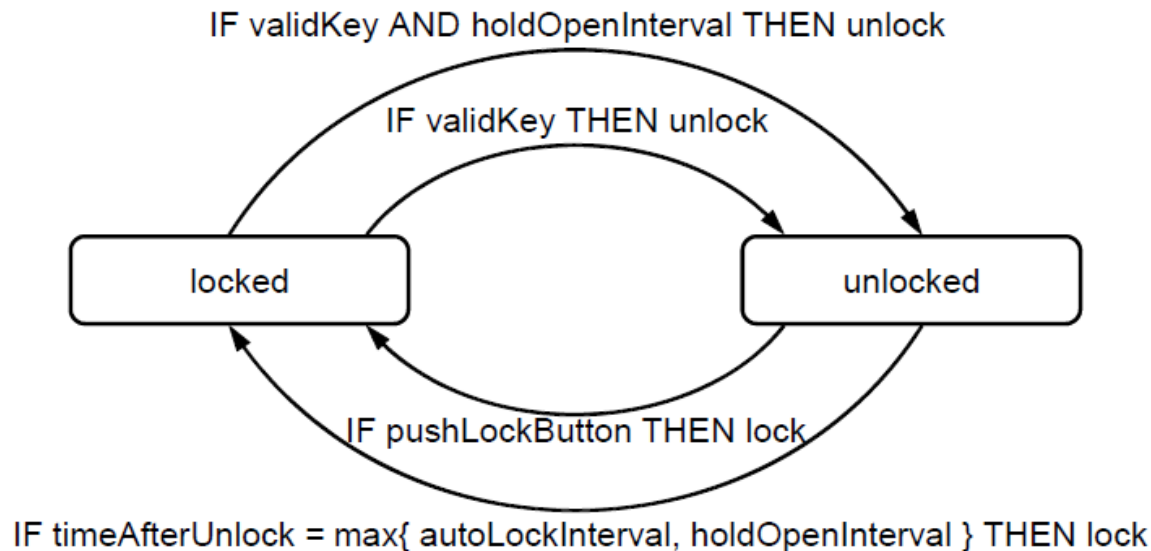 IF validKey AND holdOpenInterval THEN unlock
IF validKey THEN unlock
locked
unlocked
IF pushLockButton THEN lock
IF timeAfterUnlock = max{ autoLockInterval, holdOpenInterval } THEN lock